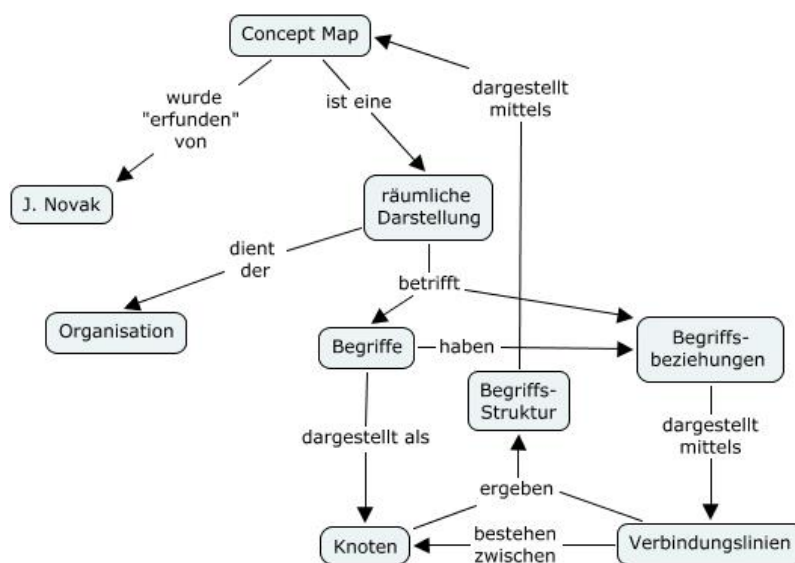 Concept Map
wurde
"erfunden"
von
ist eine
dargestellt
mittels
J. Novak
räumliche
Darstellung
dient
der
betrifft
Organisation
Begriffe
haben
Begriffs-
beziehungen
Begriffs-
Struktur
dargestellt als
dargestellt
mittels
ergeben
Knoten
bestehen
zwischen
Verbindungslinien